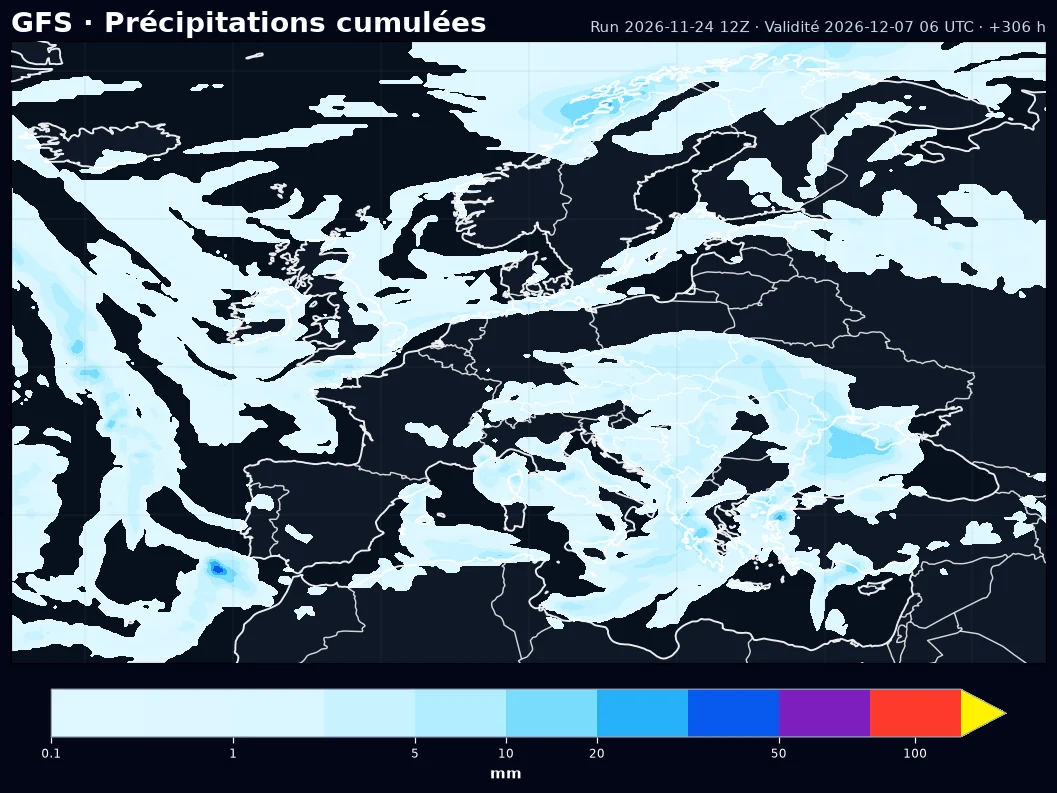 GFS · Précipitations cumulées
Run 2026-11-24 12Z · Validité 2026-12-07 06 UTC · +306 h
0.1 1 5 10 20 50 100
mm